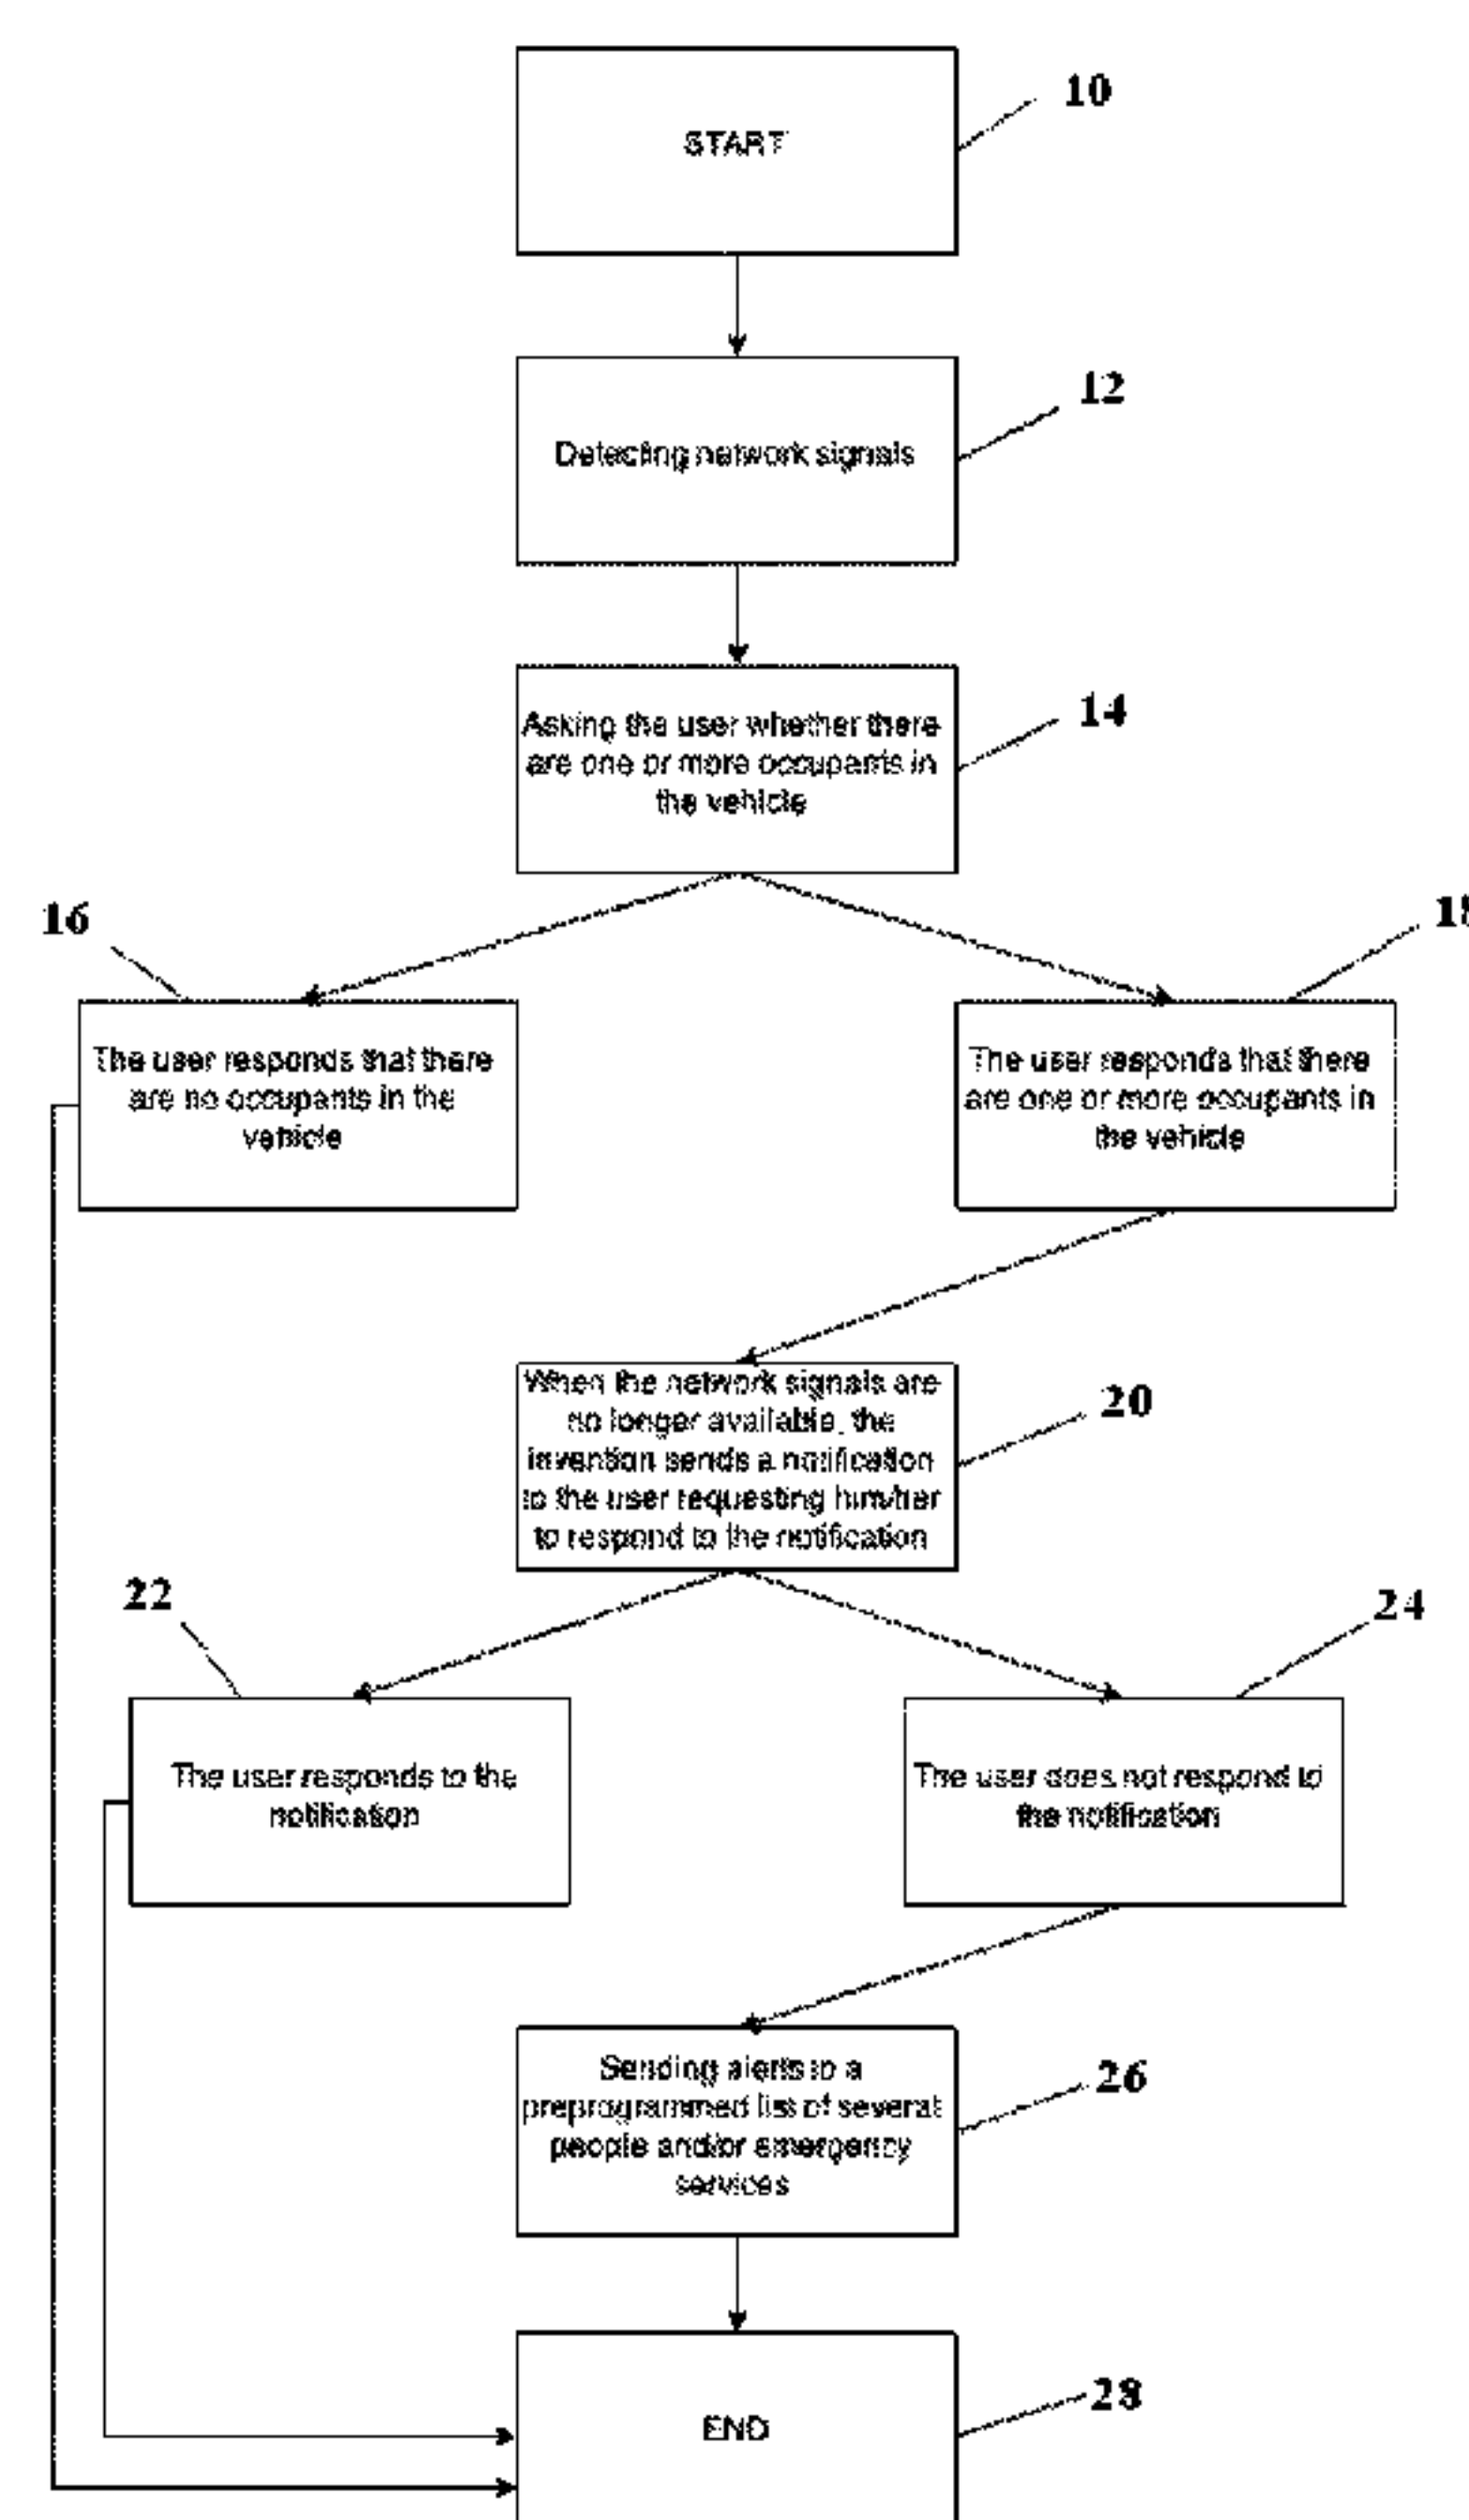 START
10
Detecting network signals
12
Asking the user whether there
are one or more occupants in
the vehicle
14
16
The user responds that there
are no occupants in the
vehicle
18
The user responds that there
are one or more occupants in
the vehicle
When the network signals are
no longer available, the
invention sends a notification
to the user requesting him/her
to respond to the notification
20
22
The user responds to the
notification
24
The user does not respond to
the notification
Sending alerts to a
preprogrammed list of several
people and/or emergency
services
26
END
28